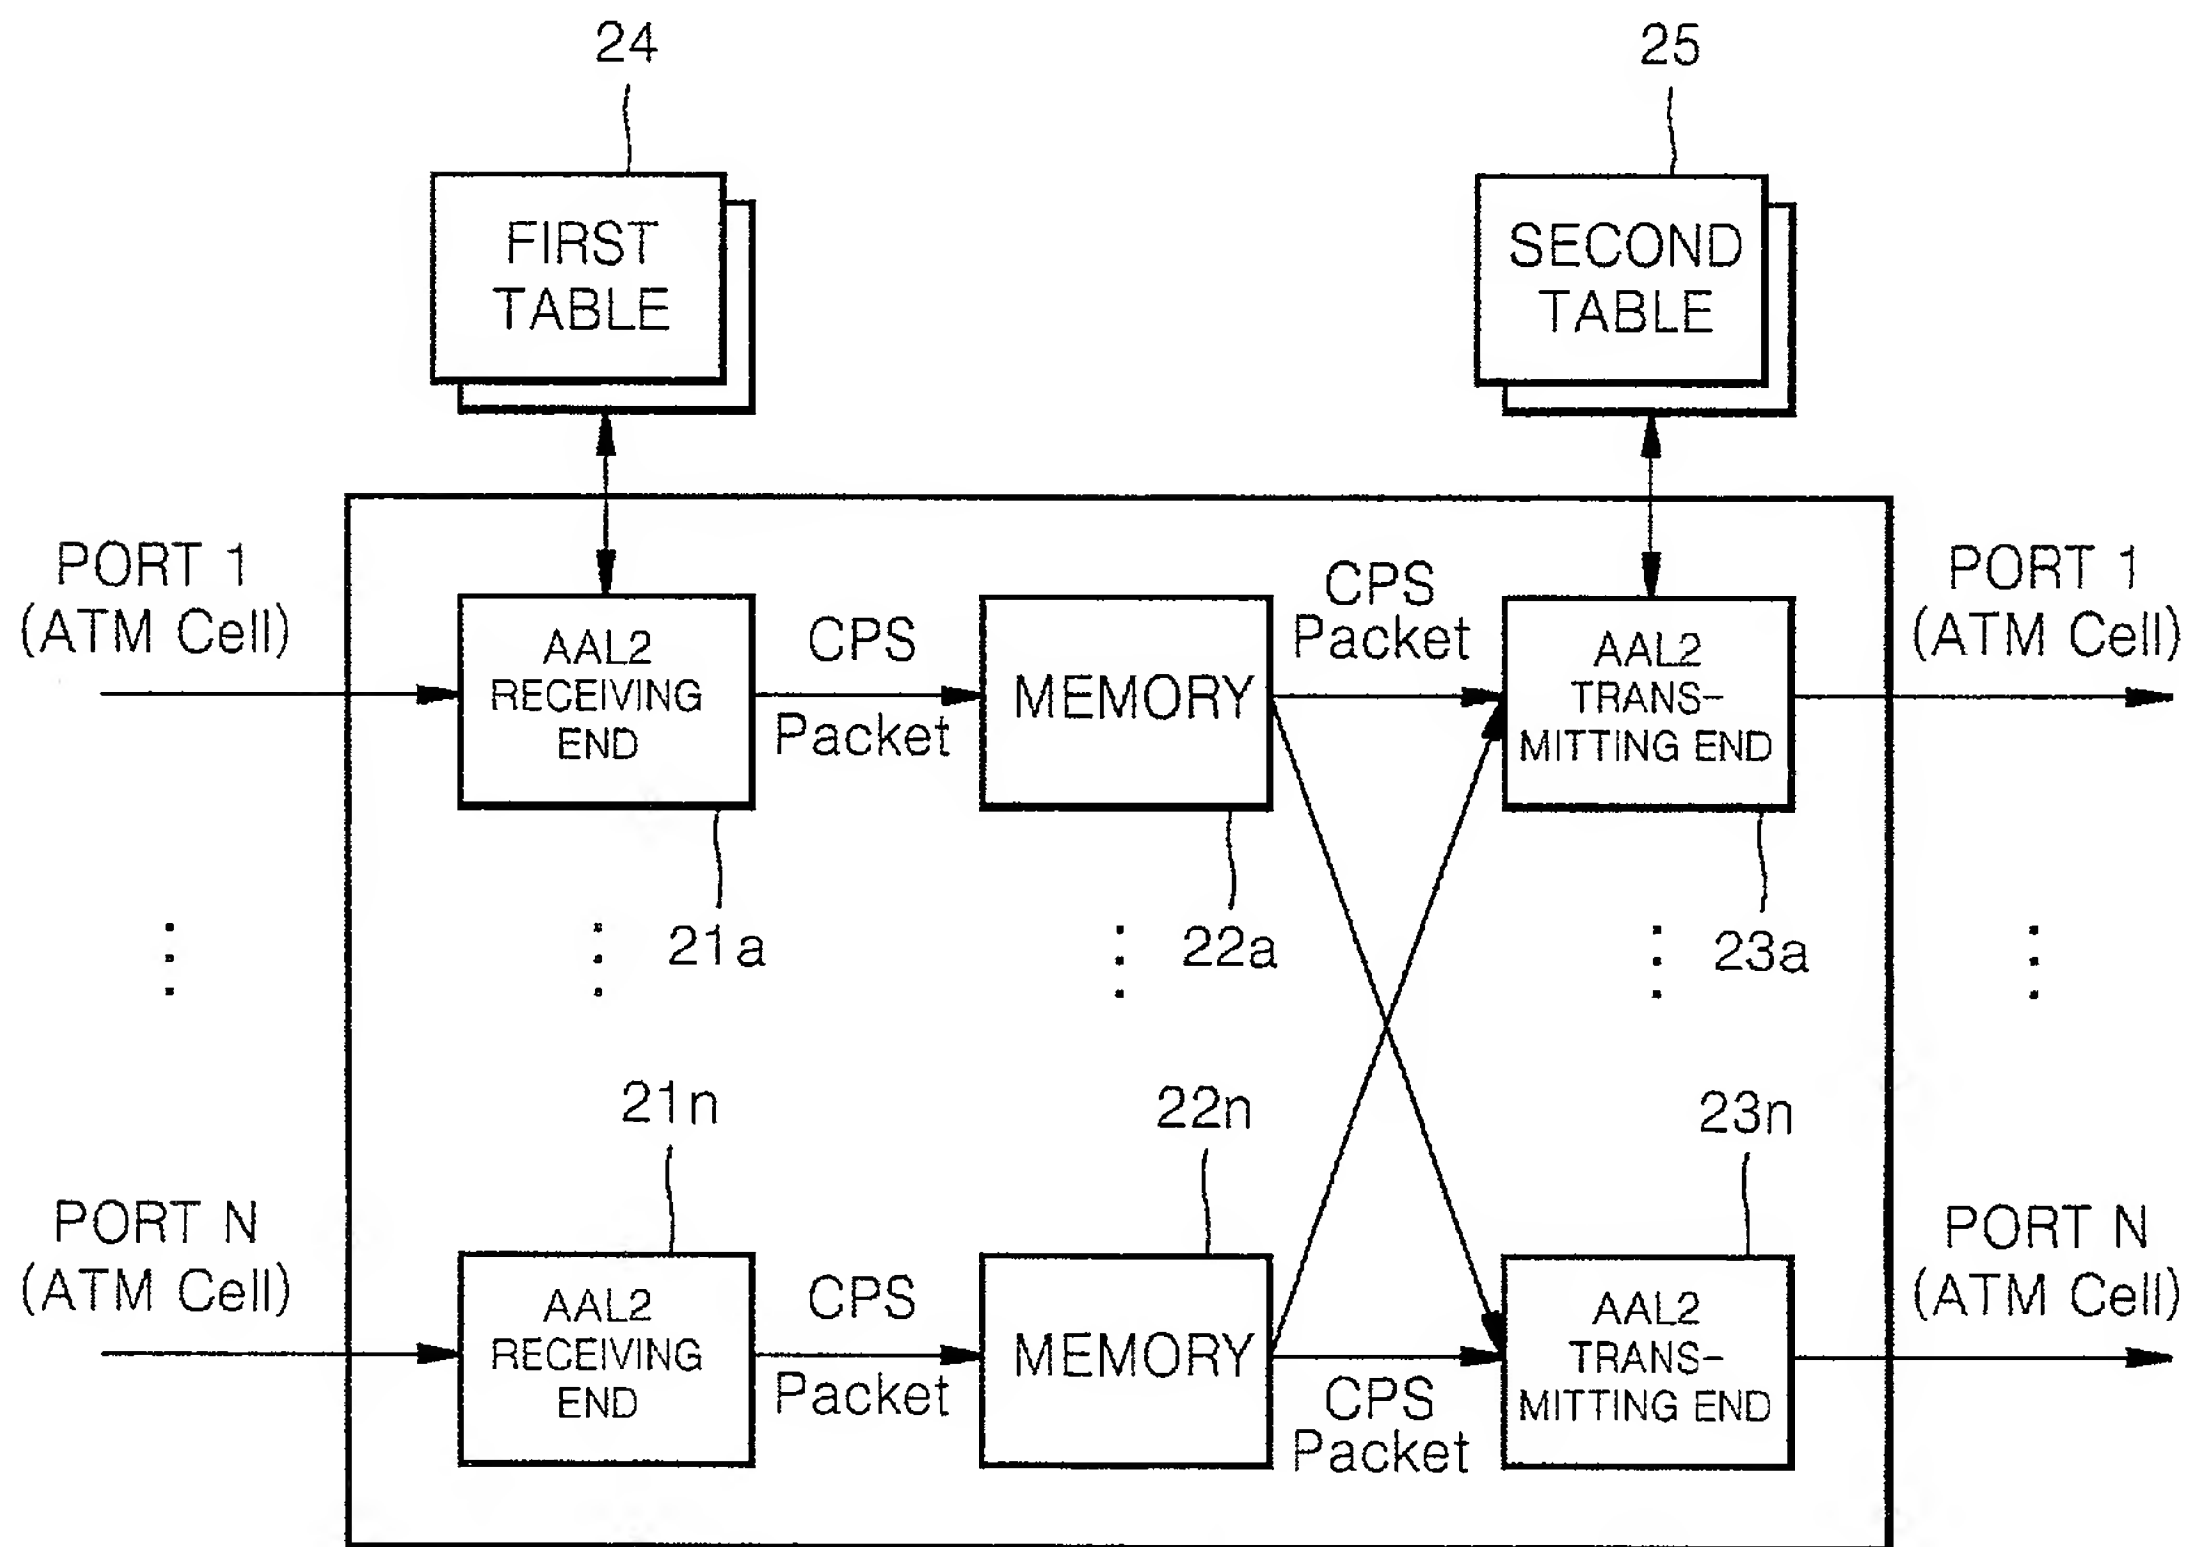 24
25
FIRST
TABLE
SECOND
TABLE
PORT 1
(ATM Cell)
AAL2
RECEIVING
END
CPS
Packet
MEMORY
CPS
Packet
AAL2
TRANS-
MITTING END
PORT 1
(ATM Cell)
21a
22a
23a
21n
22n
23n
PORT N
(ATM Cell)
AAL2
RECEIVING
END
CPS
Packet
MEMORY
CPS
Packet
AAL2
TRANS-
MITTING END
PORT N
(ATM Cell)